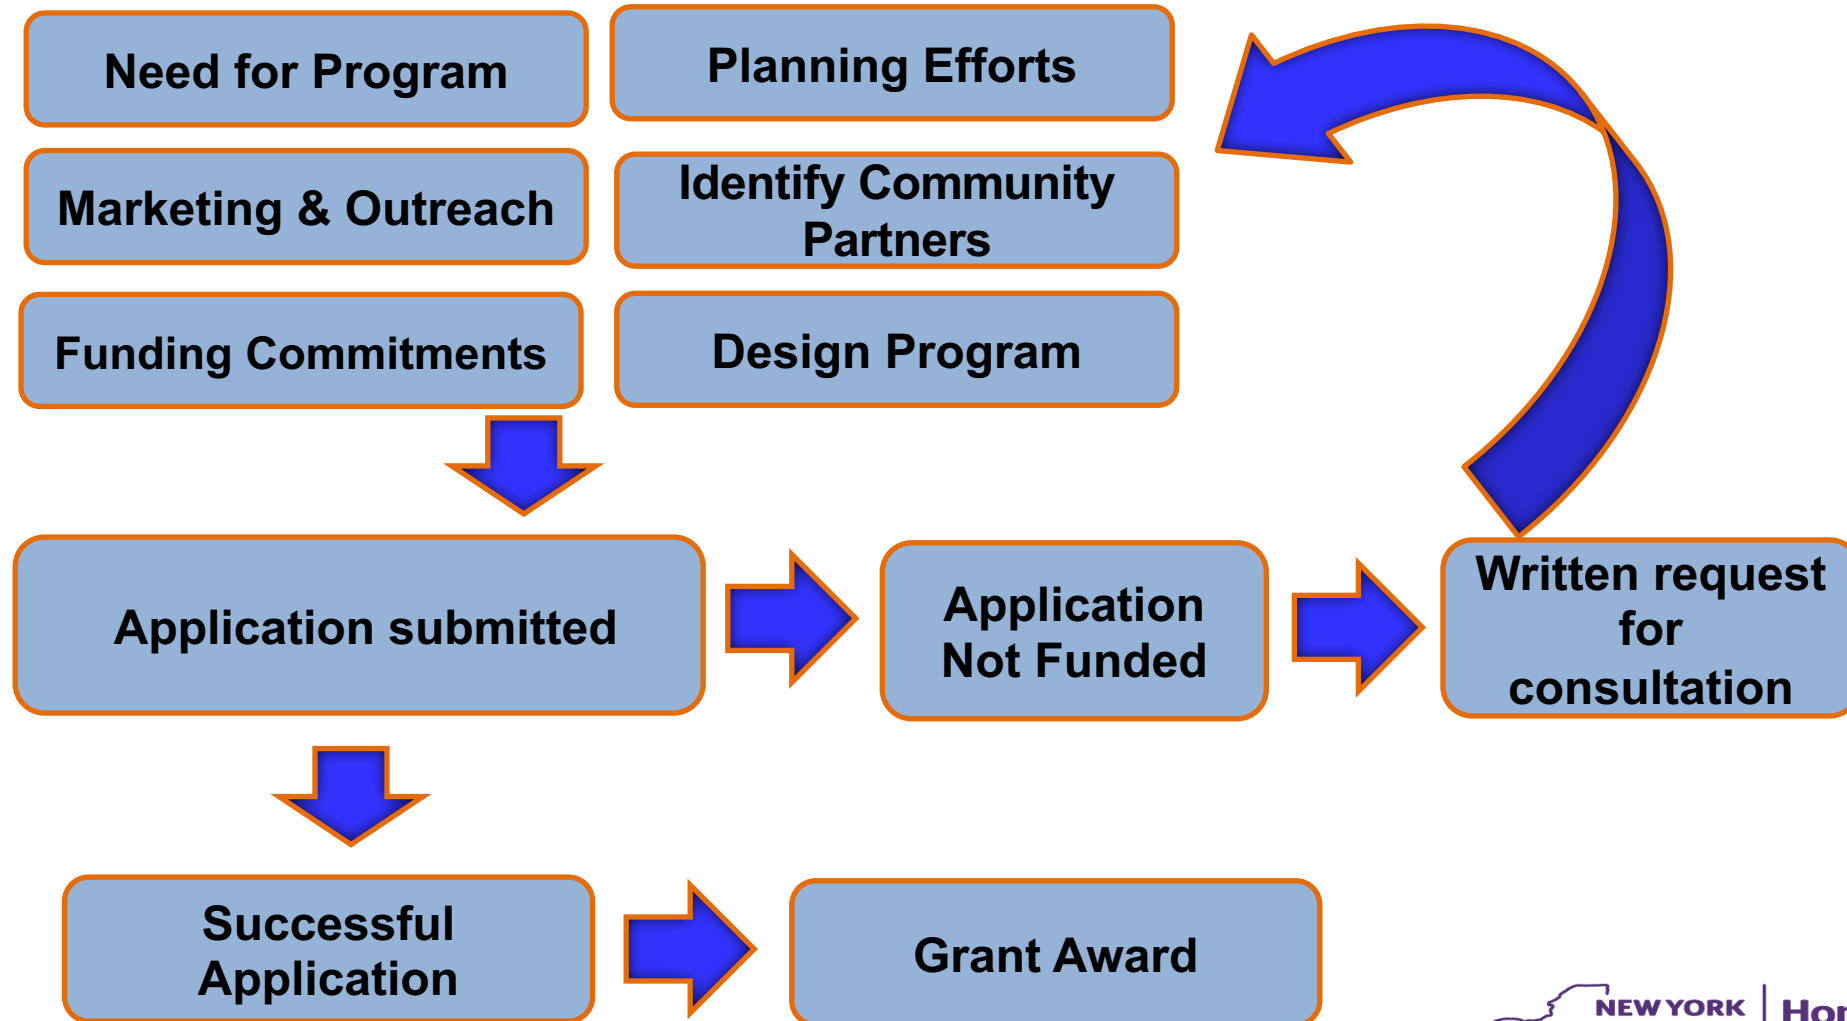 Need for Program
Planning Efforts
Marketing & Outreach
Identify Community
Partners
Funding Commitments
Design Program
Application submitted
Application
Not Funded
Written request
for
consultation
Successful
Application
Grant Award
NEW YORK